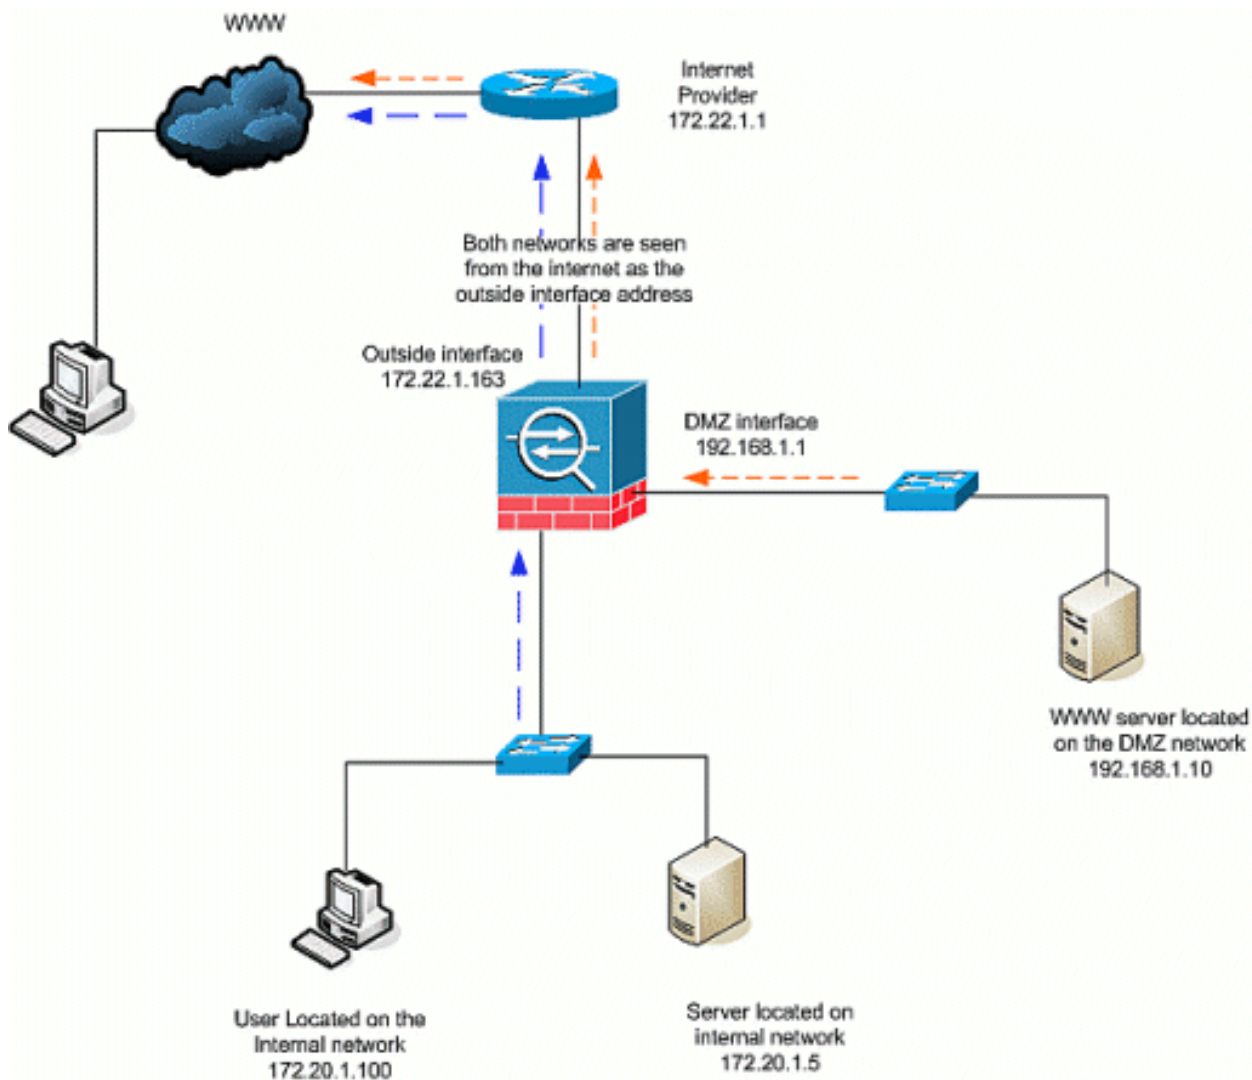 WWW
Internet
Provider
172.22.1.1
Both networks are seen
from the internet as the
outside interface address
Outside interface
172.22.1.163
DMZ interface
192.168.1.1
WWW server located
on the DMZ network
192.168.1.10
User Located on the
Internal network
172.20.1.100
Server located on
internal network
172.20.1.5